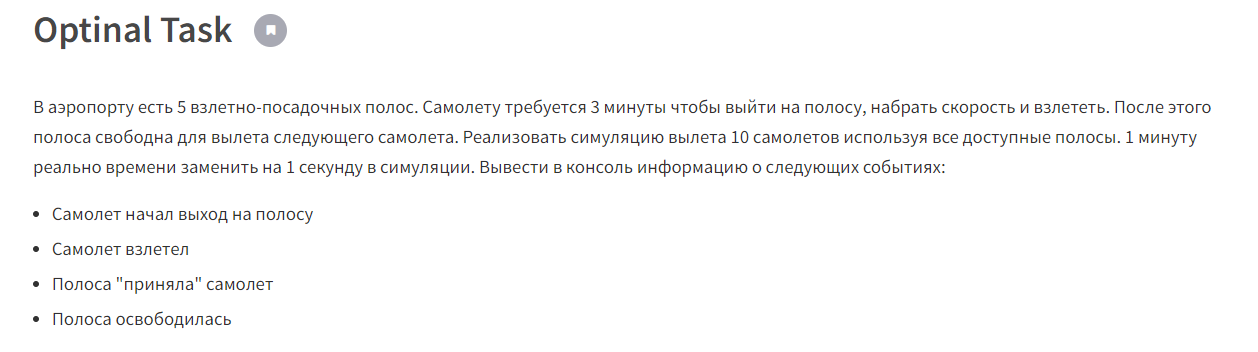 Optinal Task
В аэропорту есть 5 взлетно-посадочных полос. Самолету требуется 3 минуты чтобы выйти на полосу, набрать скорость и взлететь. После этого
полоса свободна для вылета следующего самолета. Реализовать симуляцию вылета 10 самолетов используя все доступные полосы. 1 минуту
реально времени заменить на 1 секунду в симуляции. Вывести в консоль информацию о следующих событиях:
• Самолет начал выход на полосу
• Самолет взлетел
• Полоса "приняла" самолет
• Полоса освободилась